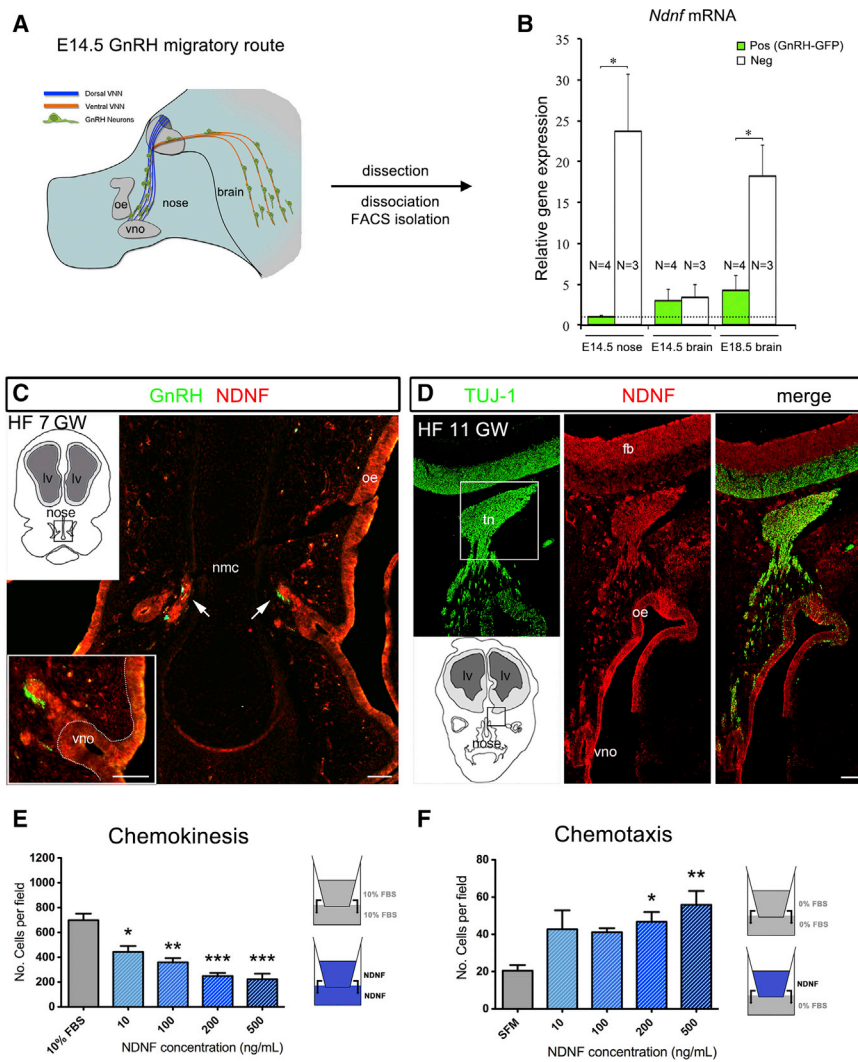 A
E14.5 GnRH migratory route
Dorsal VNN
Ventral VNN
GnRH Neurons
oe
nose
brain
vno
dissection
dissociation
FACS isolation
B
Ndnf mRNA
Pos (GnRH-GFP)
Neg
Relative gene expression
35
30
25
20
15
10
5
0
*
*
N=4 N=3 N=4 N=3 N=4 N=3
E14.5 nose E14.5 brain E18.5 brain
C
GnRH NDNF
HF 7 GW
lv lv
nose
oe
nmc
vno
D
TUJ-1 NDNF merge
HF 11 GW
fb
tn
oe
lv lv
nose
vno
E
Chemokinesis
No. Cells per field
1200
1000
800
600
400
200
0
* ** *** ***
10% FBS 10 100 200 500
NDNF concentration (ng/mL)
10% FBS
10% FBS
NDNF
NDNF
F
Chemotaxis
No. Cells per field
80
60
40
20
0
* **
SFM 10 100 200 500
NDNF concentration (ng/mL)
0% FBS
0% FBS
NDNF
0% FBS